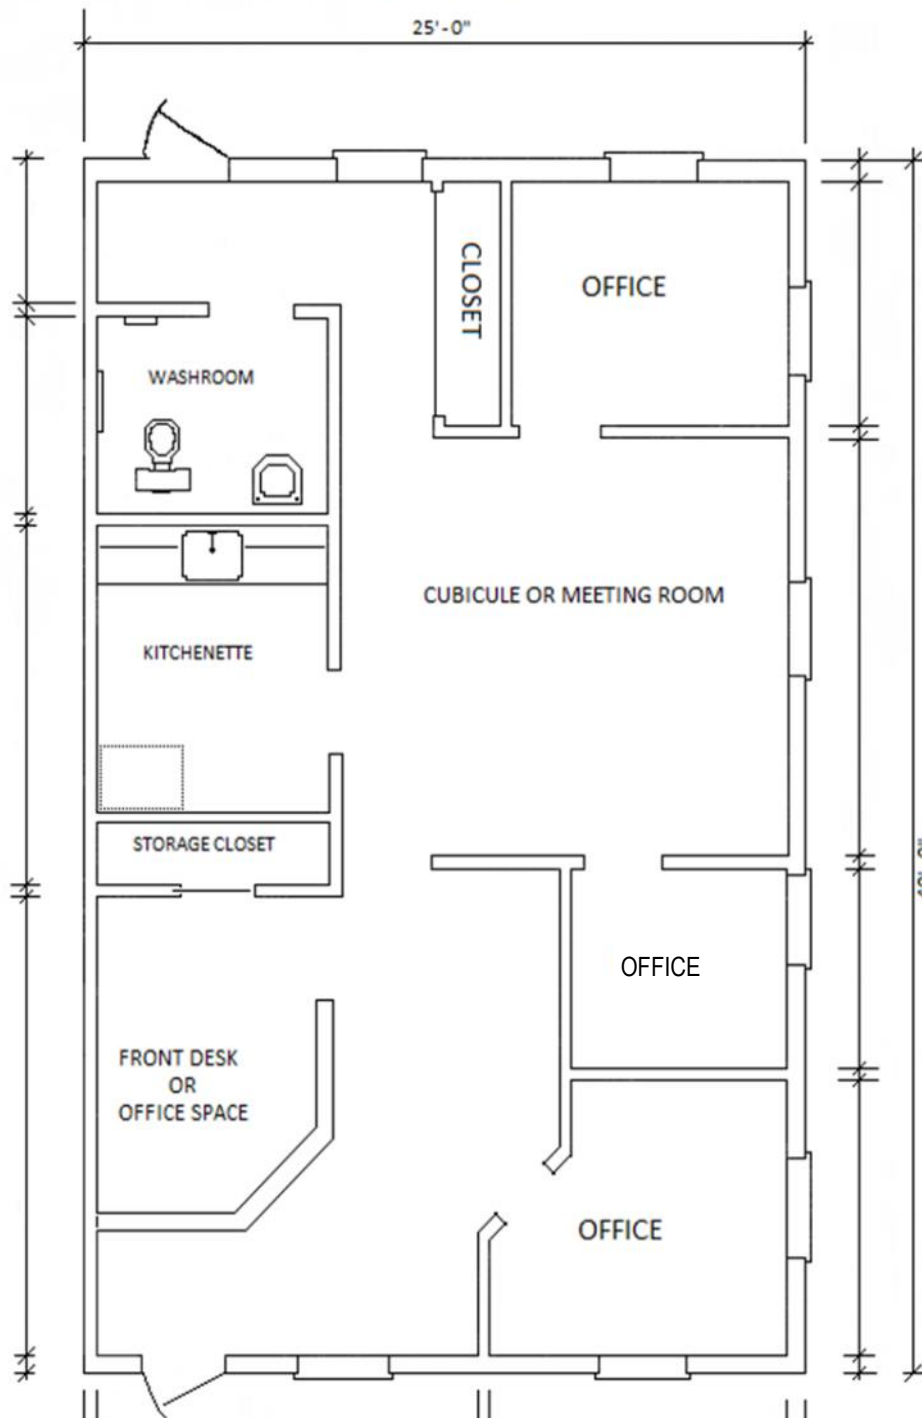 25'-0"
CLOSET
OFFICE
WASHROOM
CUBICULE OR MEETING ROOM
KITCHENETTE
STORAGE CLOSET
OFFICE
FRONT DESK
OR
OFFICE SPACE
OFFICE